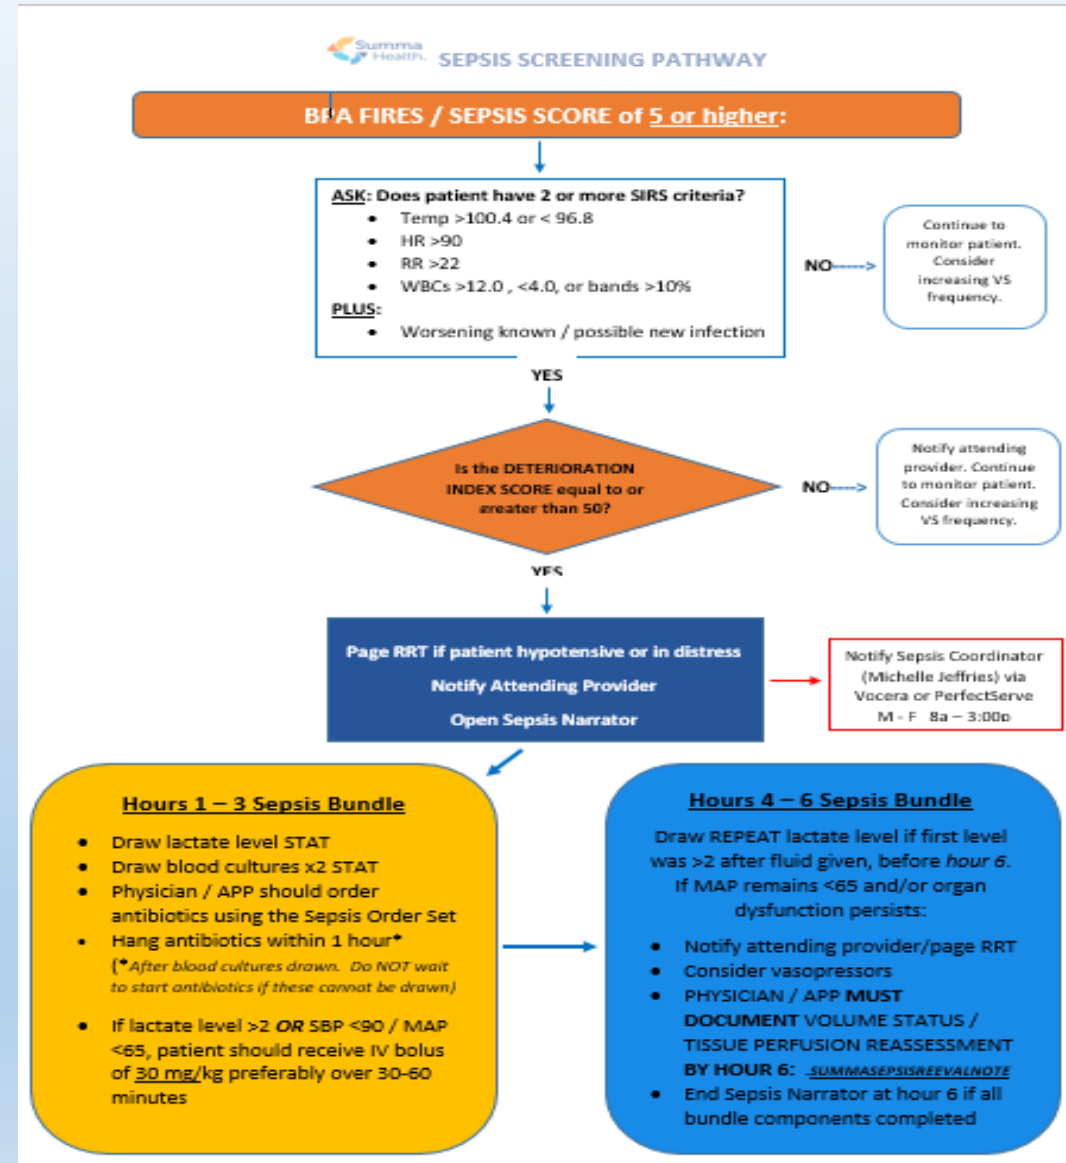 Summa
Health.
SEPSIS SCREENING PATHWAY
BPA FIRES / SEPSIS SCORE of 5 or higher:
ASK: Does patient have 2 or more SIRS criteria?
• Temp >100.4 or < 96.8
• HR >90
• RR >22
• WBCs >12.0 , <4.0, or bands >10%
PLUS:
• Worsening known / possible new infection
NO----->
Continue to
monitor patient.
Consider
increasing VS
frequency.
YES
Is the DETERIORATION
INDEX SCORE equal to or
greater than 50?
NO---->
Notify attending
provider. Continue
to monitor patient.
Consider increasing
VS frequency.
YES
Page RRT if patient hypotensive or in distress
Notify Attending Provider
Open Sepsis Narrator
Notify Sepsis Coordinator
(Michelle Jeffries) via
Vocera or PerfectServe
M - F 8a – 3:00p
Hours 1 – 3 Sepsis Bundle
• Draw lactate level STAT
• Draw blood cultures x2 STAT
• Physician / APP should order
antibiotics using the Sepsis Order Set
• Hang antibiotics within 1 hour*
(*After blood cultures drawn. Do NOT wait
to start antibiotics if these cannot be drawn)
• If lactate level >2 OR SBP <90 / MAP
<65, patient should receive IV bolus
of 30 mg/kg preferably over 30-60
minutes
Hours 4 – 6 Sepsis Bundle
Draw REPEAT lactate level if first level
was >2 after fluid given, before hour 6.
If MAP remains <65 and/or organ
dysfunction persists:
• Notify attending provider/page RRT
• Consider vasopressors
• PHYSICIAN / APP MUST
DOCUMENT VOLUME STATUS /
TISSUE PERFUSION REASSESSMENT
BY HOUR 6: .SUMMASEPSISREEVALNOTE
• End Sepsis Narrator at hour 6 if all
bundle components completed